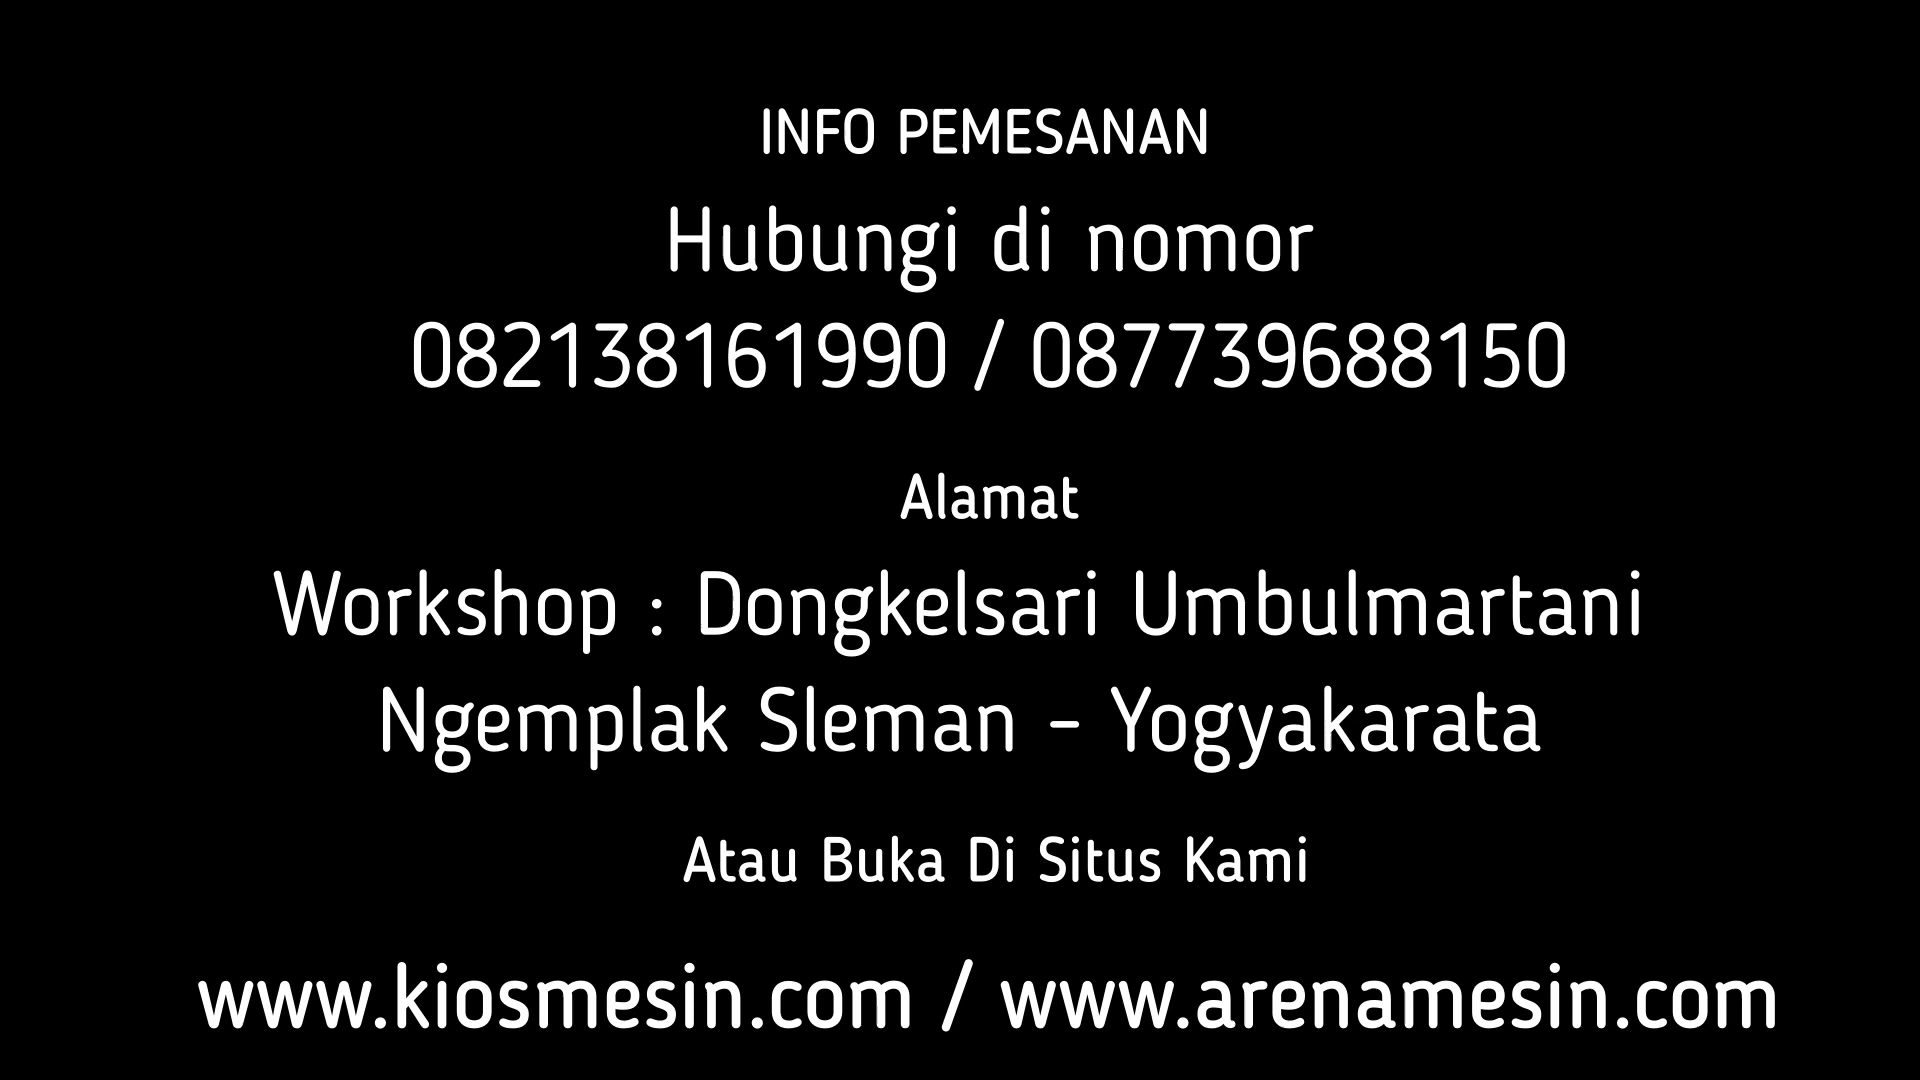 INFO PEMESANAN
Hubungi di nomor
082138161990 / 087739688150
Alamat
Workshop : Dongkelsari Umbulmartani
Ngemplak Sleman - Yogyakarata
Atau Buka Di Situs Kami
www.kiosmesin.com / www.arenamesin.com